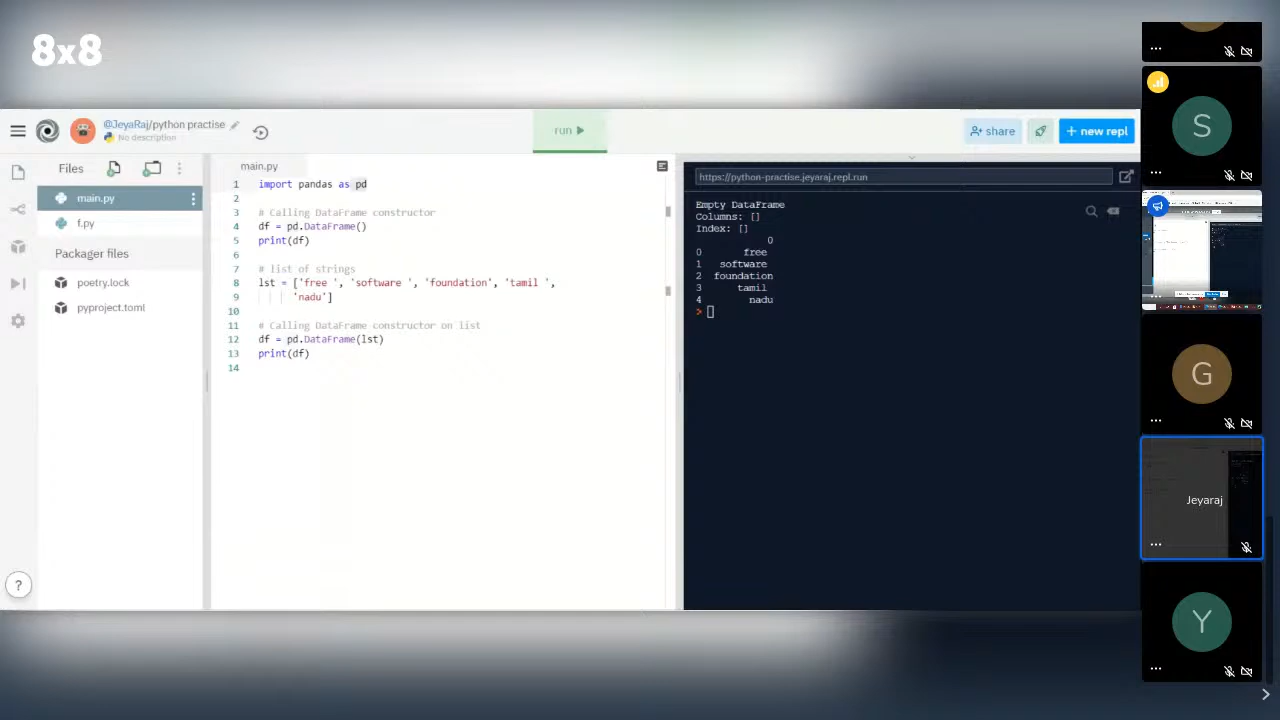 8x8
@JeyaRaj/python practise
No description
run
share
+ new repl
Files
main.py
f.py
Packager files
poetry.lock
pyproject.toml
?
main.py
1 import pandas as pd
2
3 # Calling DataFrame constructor
4 df = pd.DataFrame()
5 print(df)
6
7 # list of strings
8 lst = ['free ', 'software ', 'foundation', 'tamil ',
9 'nadu']
10
11 # Calling DataFrame constructor on list
12 df = pd.DataFrame(lst)
13 print(df)
14
https://python-practise.jeyaraj.repl.run
Empty DataFrame
Columns: []
Index: []
0
0 free
1 software
2 foundation
3 tamil
4 nadu
>
S
G
Jeyaraj
Y